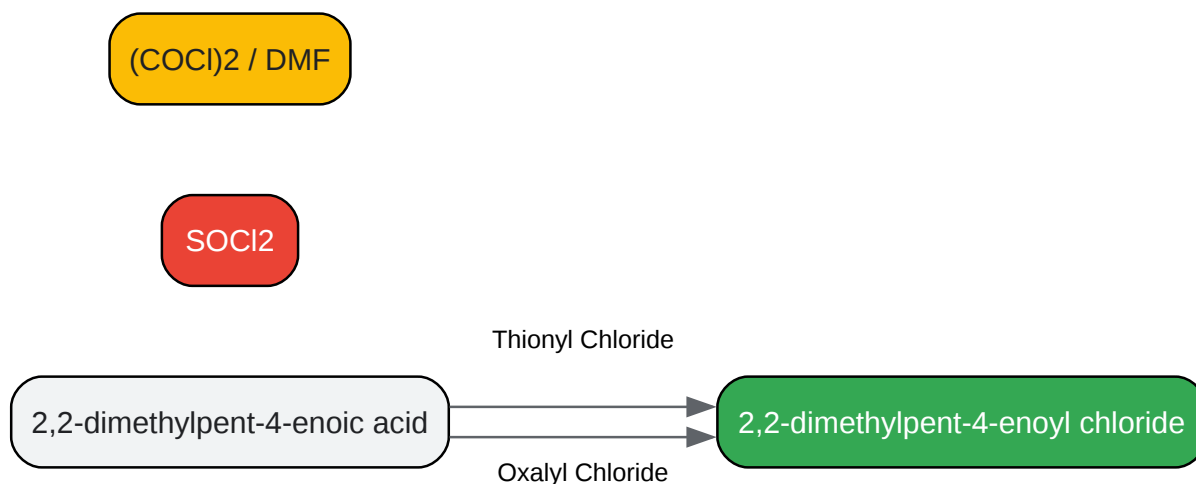 (COCl)2 / DMF
SOCl2
Thionyl Chloride
2,2-dimethylpent-4-enoic acid
2,2-dimethylpent-4-enoyl chloride
Oxalyl Chloride